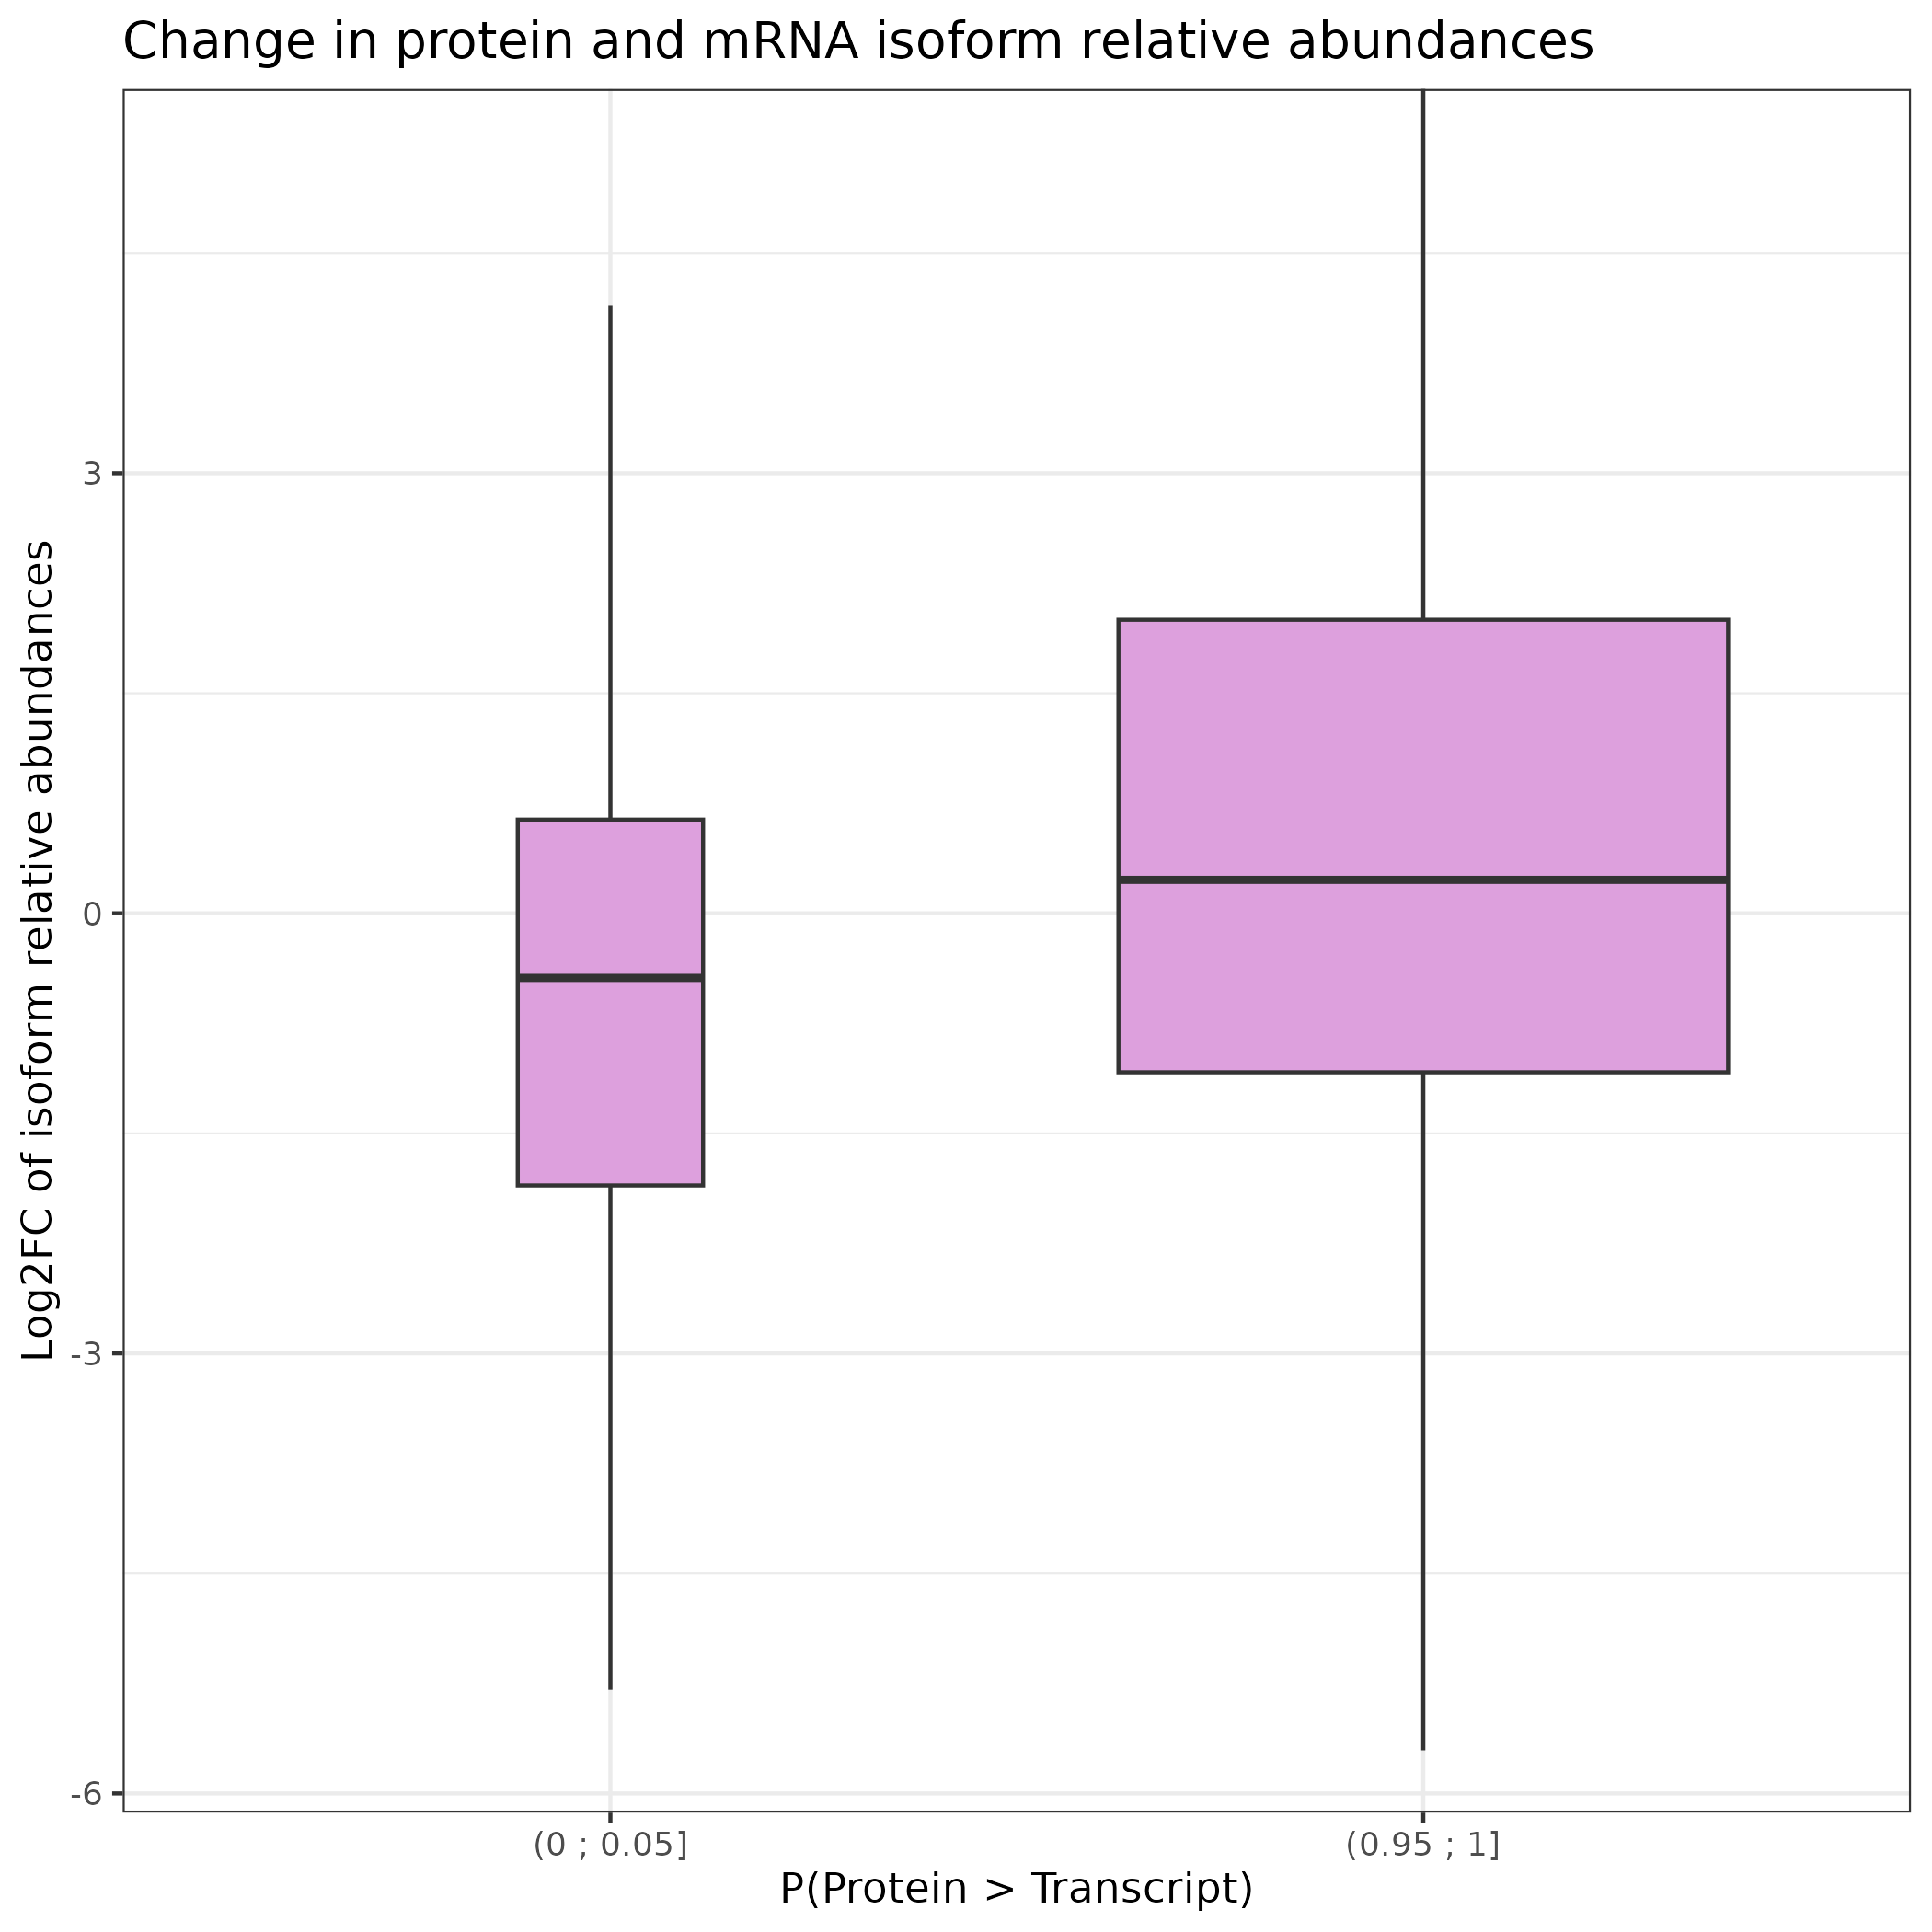 Change in protein and mRNA isoform relative abundances
Log2FC of isoform relative abundances
3
0
-3
-6
(0 ; 0.05]
(0.95 ; 1]
P(Protein > Transcript)